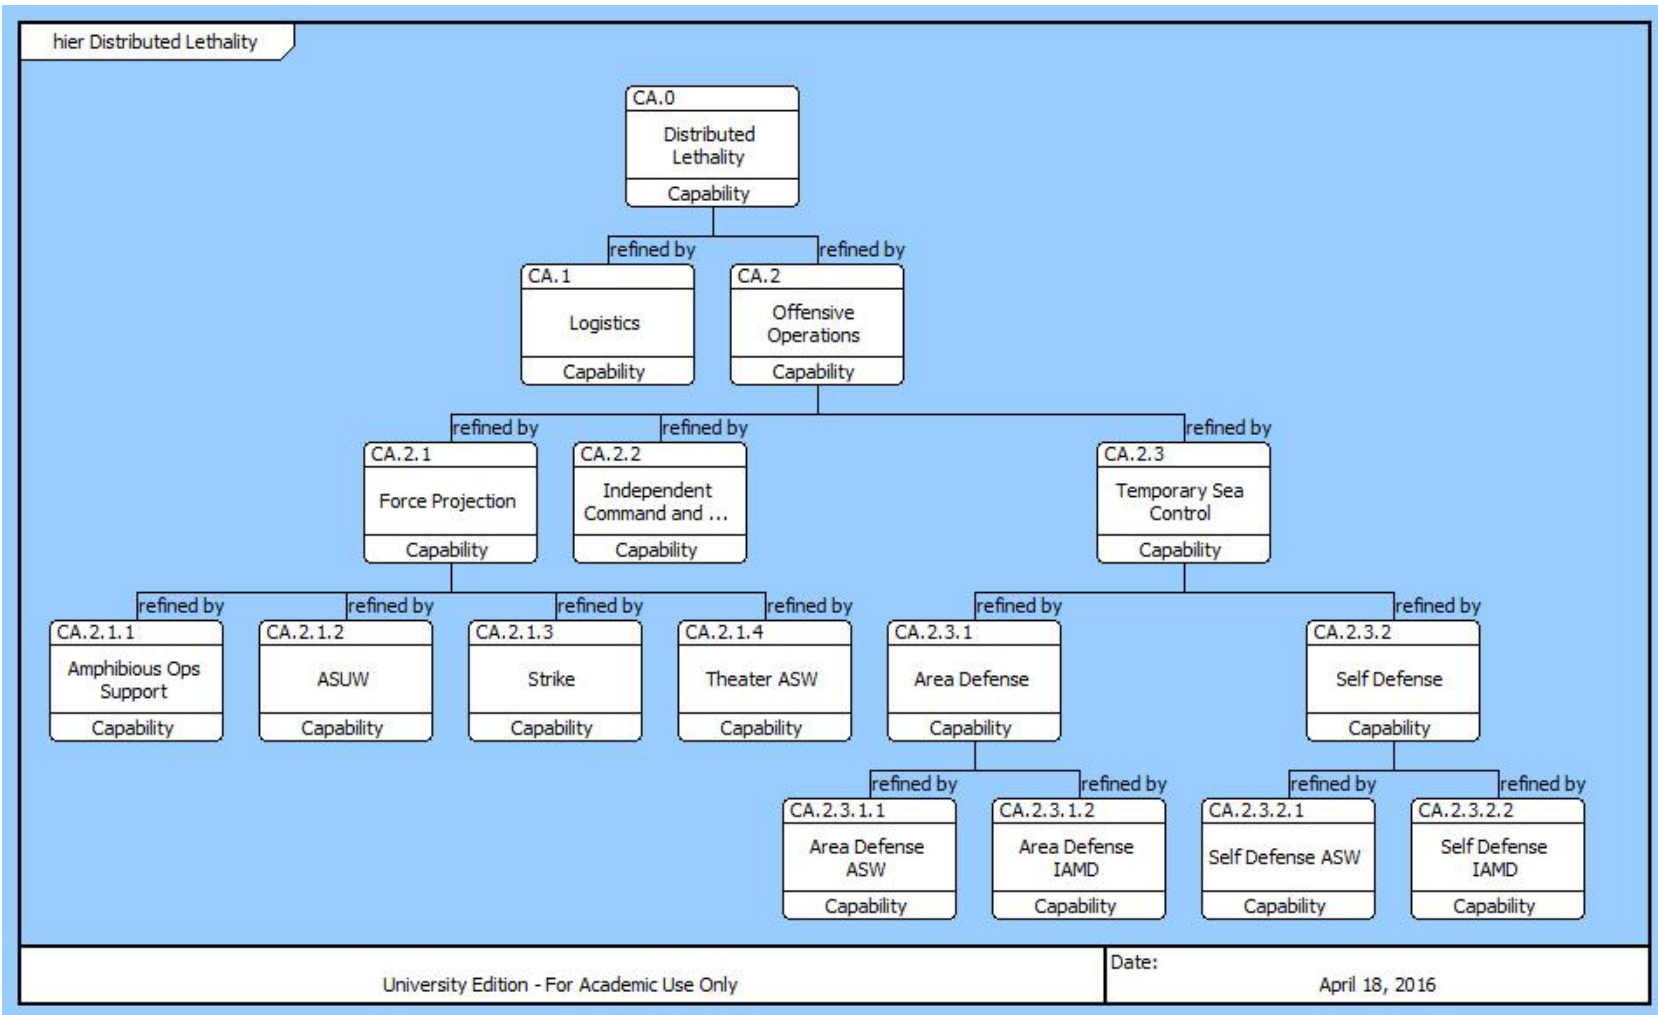 hier Distributed Lethality
CA.0
Distributed
Lethality
Capability
refined by
refined by
CA.1
Logistics
Capability
CA.2
Offensive
Operations
Capability
refined by
refined by
refined by
CA.2.1
Force Projection
Capability
CA.2.2
Independent
Command and ...
Capability
CA.2.3
Temporary Sea
Control
Capability
refined by
refined by
refined by
refined by
refined by
refined by
CA.2.1.1
Amphibious Ops
Support
Capability
CA.2.1.2
ASUW
Capability
CA.2.1.3
Strike
Capability
CA.2.1.4
Theater ASW
Capability
CA.2.3.1
Area Defense
Capability
CA.2.3.2
Self Defense
Capability
refined by
refined by
refined by
refined by
CA.2.3.1.1
Area Defense
ASW
Capability
CA.2.3.1.2
Area Defense
IAMD
Capability
CA.2.3.2.1
Self Defense ASW
Capability
CA.2.3.2.2
Self Defense
IAMD
Capability
University Edition - For Academic Use Only
Date:
April 18, 2016